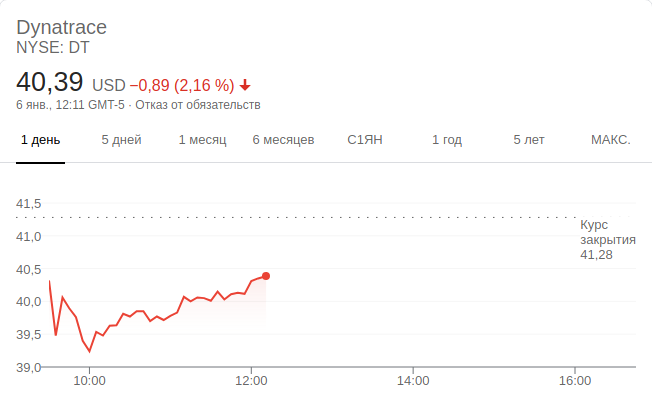 Dynatrace
NYSE: DT
40,39 USD −0,89 (2,16 %)
6 янв., 12:11 GMT-5 · Отказ от обязательств
1 день 5 дней 1 месяц 6 месяцев С1ЯН 1 год 5 лет МАКС.
41,5
Курс
закрытия
41,28
41,0
40,5
40,0
39,5
39,0
10:00 12:00 14:00 16:00